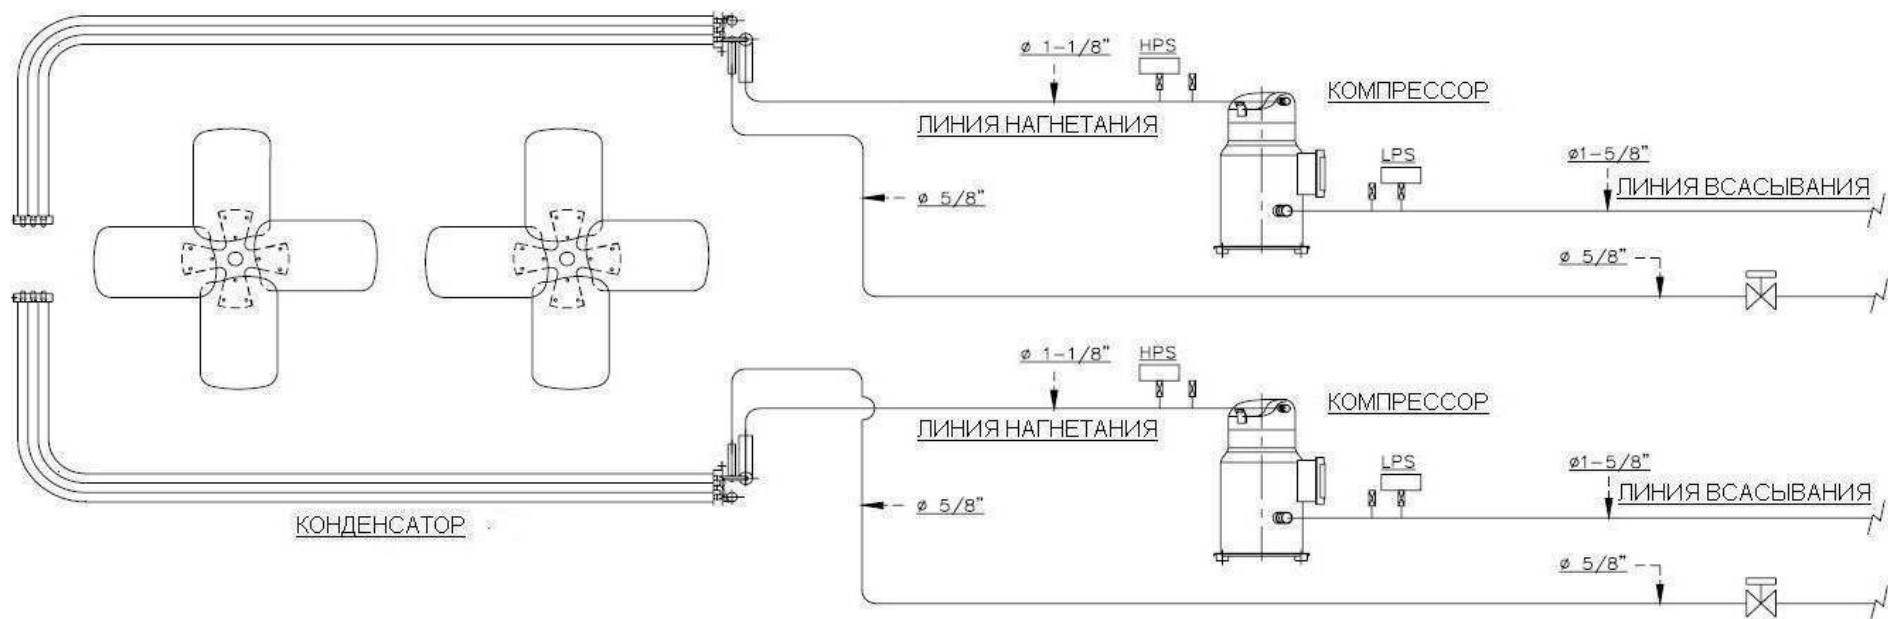 ø 1-1/8"
HPS
КОМПРЕССОР
ЛИНИЯ НАГНЕТАНИЯ
LPS
ø1-5/8"
ЛИНИЯ ВСАСЫВАНИЯ
ø 5/8"
ø 5/8"
ø 1-1/8"
HPS
КОМПРЕССОР
ЛИНИЯ НАГНЕТАНИЯ
LPS
ø1-5/8"
ЛИНИЯ ВСАСЫВАНИЯ
ø 5/8"
КОНДЕНСАТОР
ø 5/8"